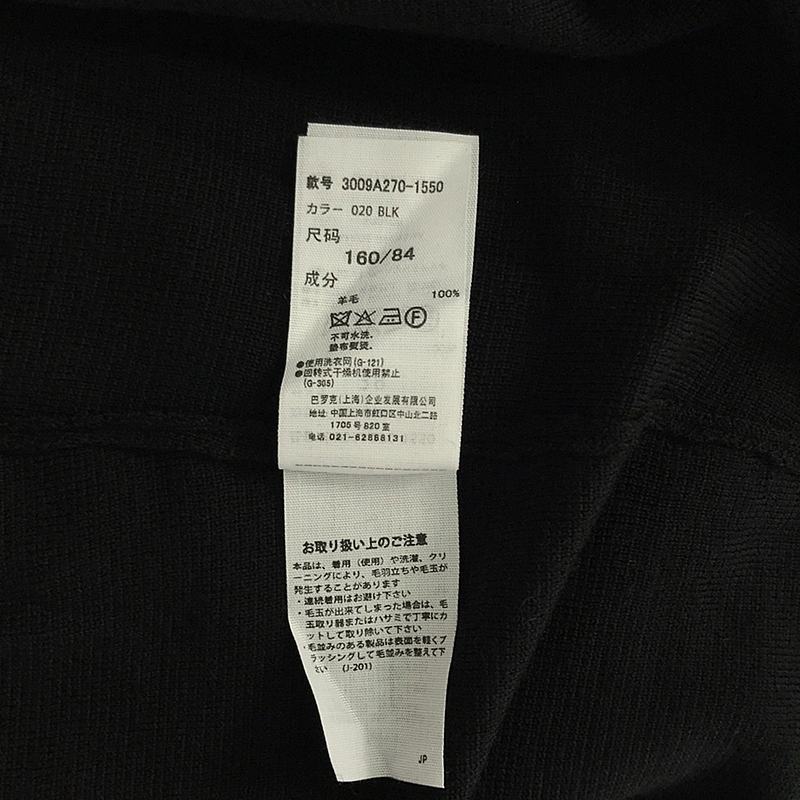 款号 3009A270-1550
カラー 020 BLK
尺码
160/84
成分
羊毛 100%
F
不可水洗.
垫布熨烫.
●使用洗衣网(G-121)
●回转式干燥机使用禁止
(G-305)
巴罗克(上海)企业发展有限公司
地址: 中国上海市虹口区中山北二路
1705号820室
电话. 021-62868131
お取り扱い上のご注意
本品は、着用（使用）や洗濯、クリ
ーニングにより、毛羽立ちや毛玉が
発生することがあります
・連続着用はお避け下さい
・毛玉が出来てしまった場合は、毛
玉取り器またはハサミで丁寧にカ
ットして取り除いて下さい
・毛並みのある製品は表面を軽くブ
ラッシングして毛並みを整えて下
さい (J-201)
JP